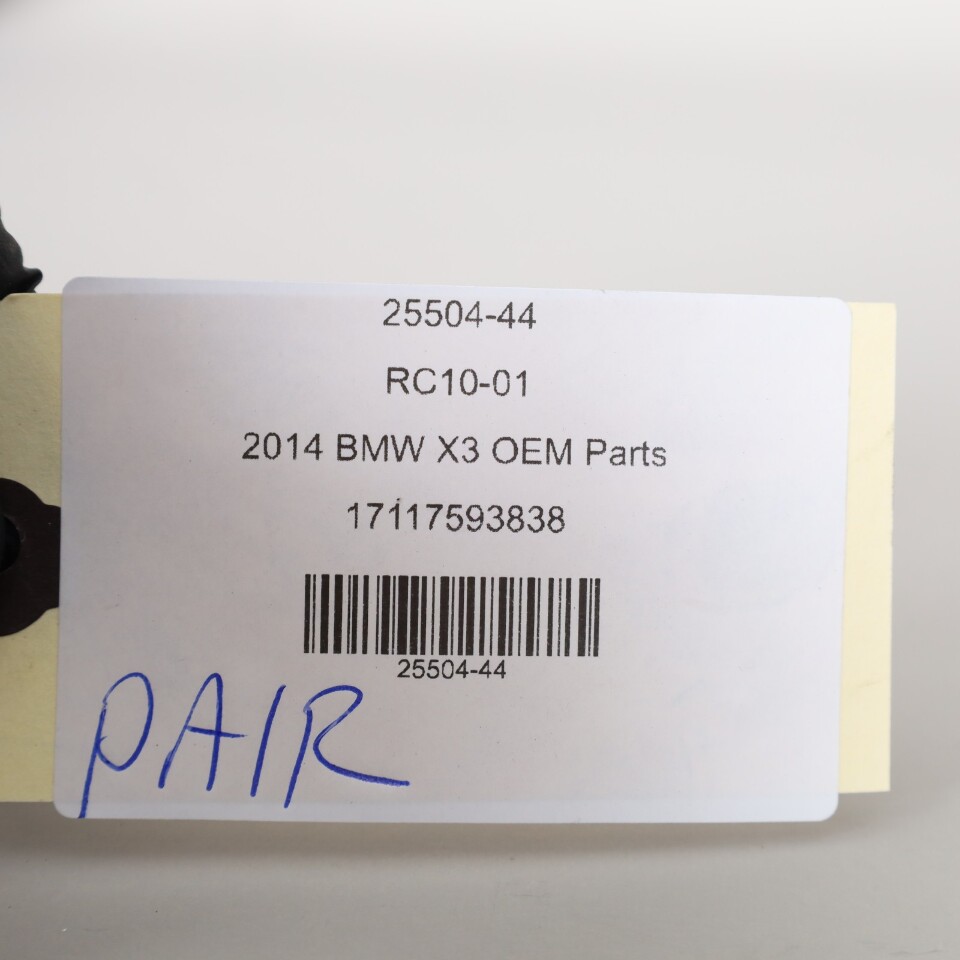 25504-44
RC10-01
2014 BMW X3 OEM Parts
17117593838
25504-44
PAIR